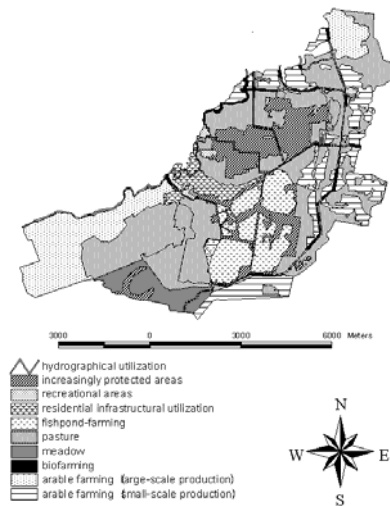 3000 0 3000 6000 Meters
hydrographical utilization
increasingly protected areas
recreational areas
residential infrastructural utilization
fishpond-farming
pasture
meadow
biofarming
arable farming (large-scale production)
arable farming (small-scale production)
N
W E
S